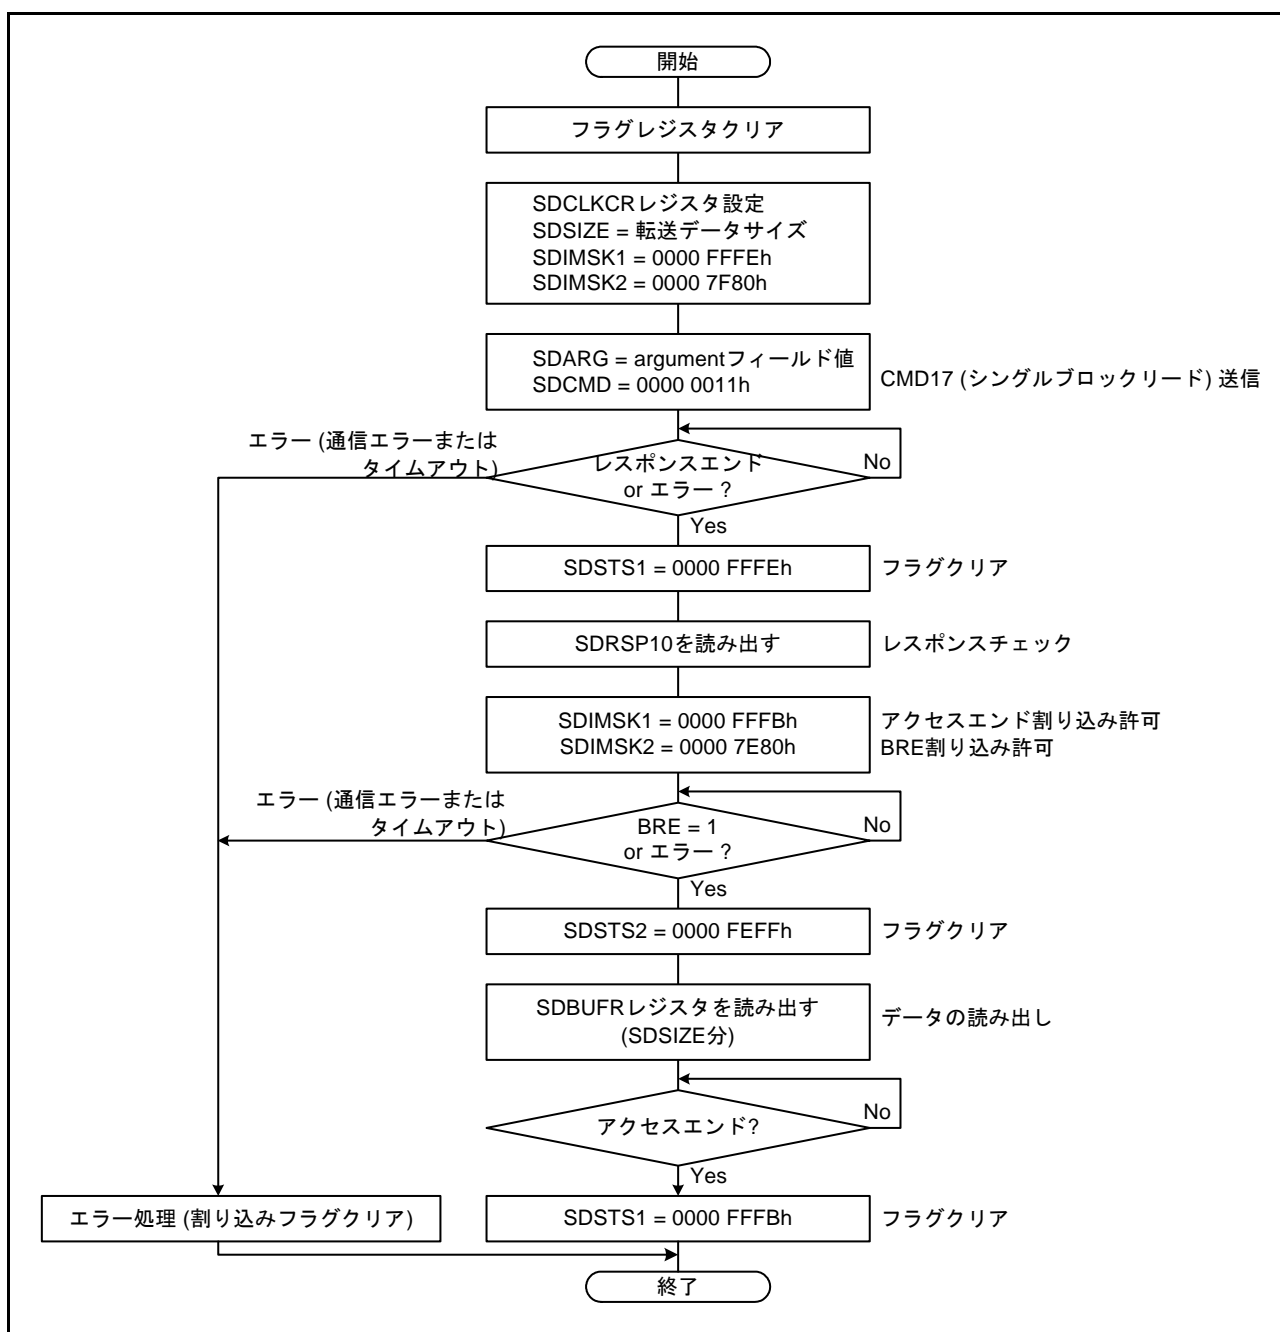 開始
フラグレジスタクリア
SDCLKCRレジスタ設定
SDSIZE = 転送データサイズ
SDIMSK1 = 0000 FFFEh
SDIMSK2 = 0000 7F80h
SDARG = argumentフィールド値
SDCMD = 0000 0011h
CMD17 (シングルブロックリード) 送信
エラー (通信エラーまたは
タイムアウト)
レスポンスエンド
or エラー ?
No
Yes
SDSTS1 = 0000 FFFEh
フラグクリア
SDRSP10を読み出す
レスポンスチェック
SDIMSK1 = 0000 FFFBh
SDIMSK2 = 0000 7E80h
アクセスエンド割り込み許可
BRE割り込み許可
エラー (通信エラーまたは
タイムアウト)
BRE = 1
or エラー ?
No
Yes
SDSTS2 = 0000 FEFFh
フラグクリア
SDBUFRレジスタを読み出す
(SDSIZE分)
データの読み出し
アクセスエンド?
No
Yes
エラー処理 (割り込みフラグクリア)
SDSTS1 = 0000 FFFBh
フラグクリア
終了